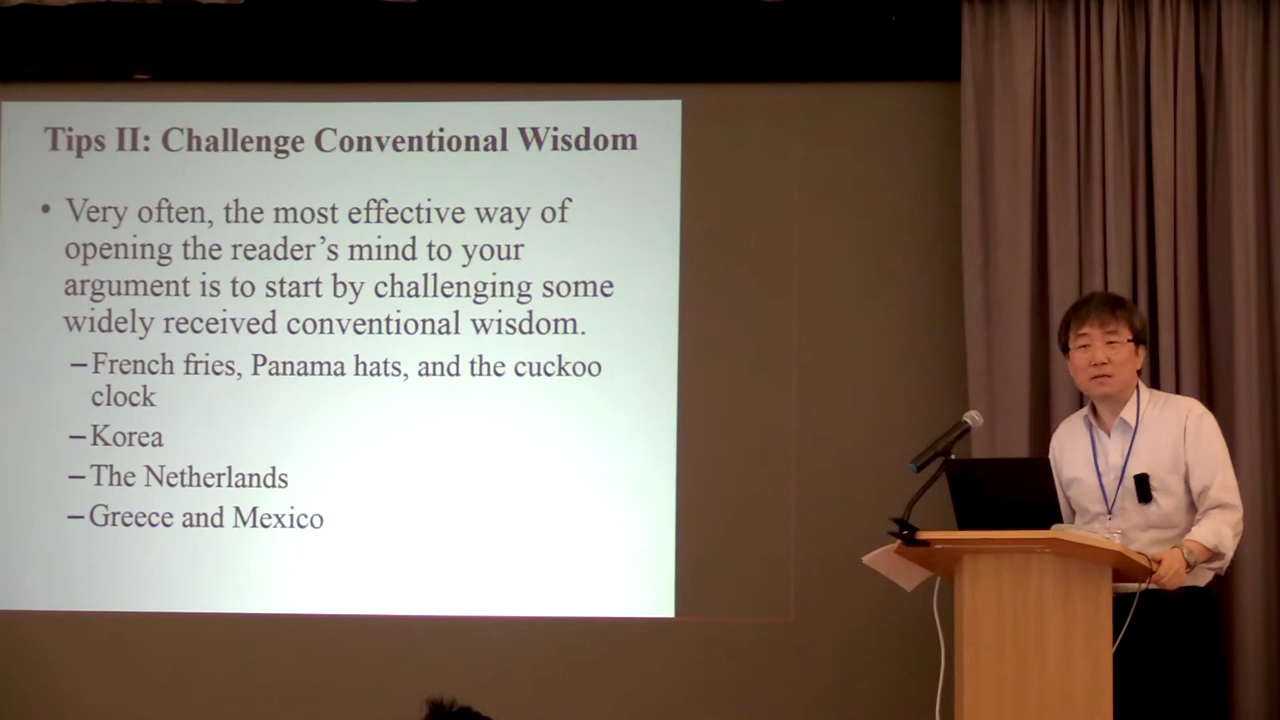 Tips II: Challenge Conventional Wisdom
• Very often, the most effective way of
opening the reader's mind to your
argument is to start by challenging some
widely received conventional wisdom.
–French fries, Panama hats, and the cuckoo
clock
–Korea
–The Netherlands
–Greece and Mexico